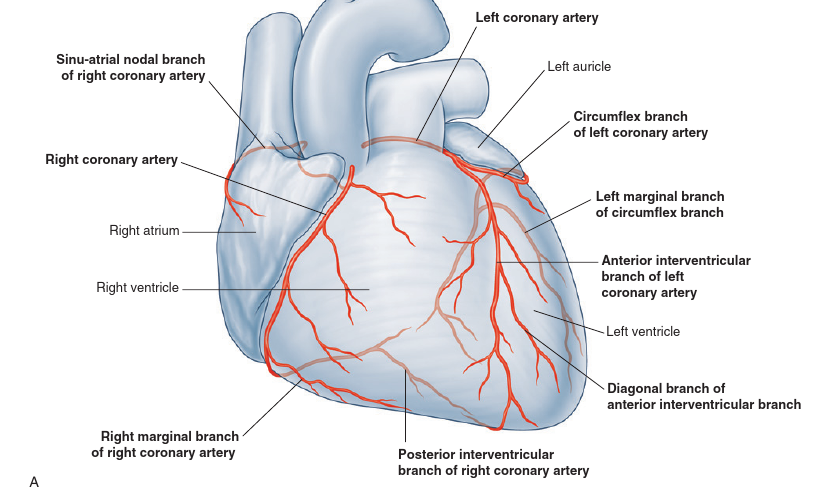 Left coronary artery
Sinu-atrial nodal branch
of right coronary artery
Left auricle
Circumflex branch
of left coronary artery
Right coronary artery
Left marginal branch
of circumflex branch
Right atrium
Anterior interventricular
branch of left
coronary artery
Right ventricle
Left ventricle
Diagonal branch of
anterior interventricular branch
Right marginal branch
of right coronary artery
Posterior interventricular
branch of right coronary artery
A